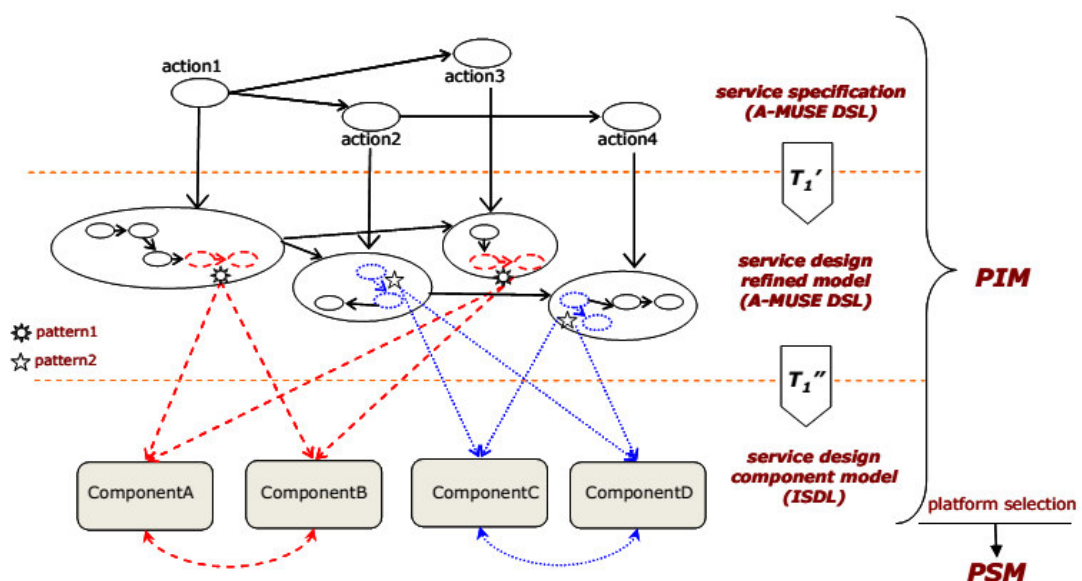 action1
action3
action2
action4
service specification
(A-MUSE DSL)
T1′
service design
refined model
(A-MUSE DSL)
PIM
pattern1
pattern2
T1″
service design
component model
(ISDL)
ComponentA
ComponentB
ComponentC
ComponentD
platform selection
PSM